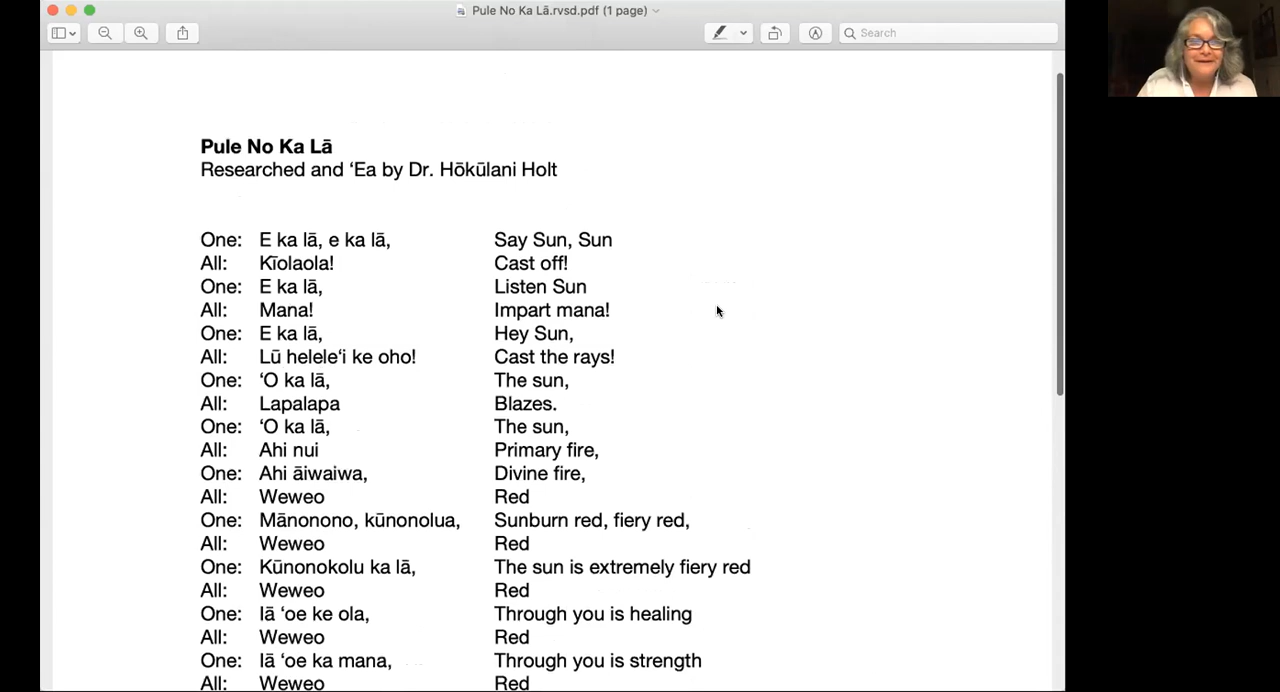 Pule No Ka Lā.rvsd.pdf (1 page)
Search
Pule No Ka Lā
Researched and ‘Ea by Dr. Hōkūlani Holt
One: E ka lā, e ka lā, Say Sun, Sun
All: Kīolaola! Cast off!
One: E ka lā, Listen Sun
All: Mana! Impart mana!
One: E ka lā, Hey Sun,
All: Lū helele‘i ke oho! Cast the rays!
One: ‘O ka lā, The sun,
All: Lapalapa Blazes.
One: ‘O ka lā, The sun,
All: Ahi nui Primary fire,
One: Ahi āiwaiwa, Divine fire,
All: Weweo Red
One: Mānonono, kūnonolua, Sunburn red, fiery red,
All: Weweo Red
One: Kūnonokolu ka lā, The sun is extremely fiery red
All: Weweo Red
One: Iā ‘oe ke ola, Through you is healing
All: Weweo Red
One: Iā ‘oe ka mana, Through you is strength
All: Weweo Red